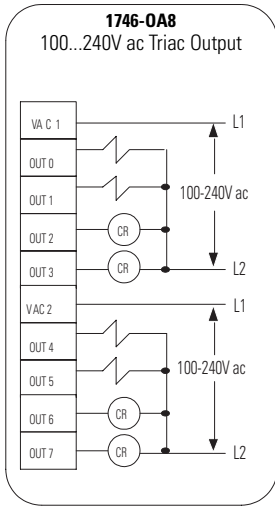 1746-OA8
100...240V ac Triac Output
VA C 1
L1
OUT 0
OUT 1
100-240V ac
OUT 2
CR
OUT 3
CR
L2
VAC 2
L1
OUT 4
OUT 5
100-240V ac
OUT 6
CR
OUT 7
CR
L2